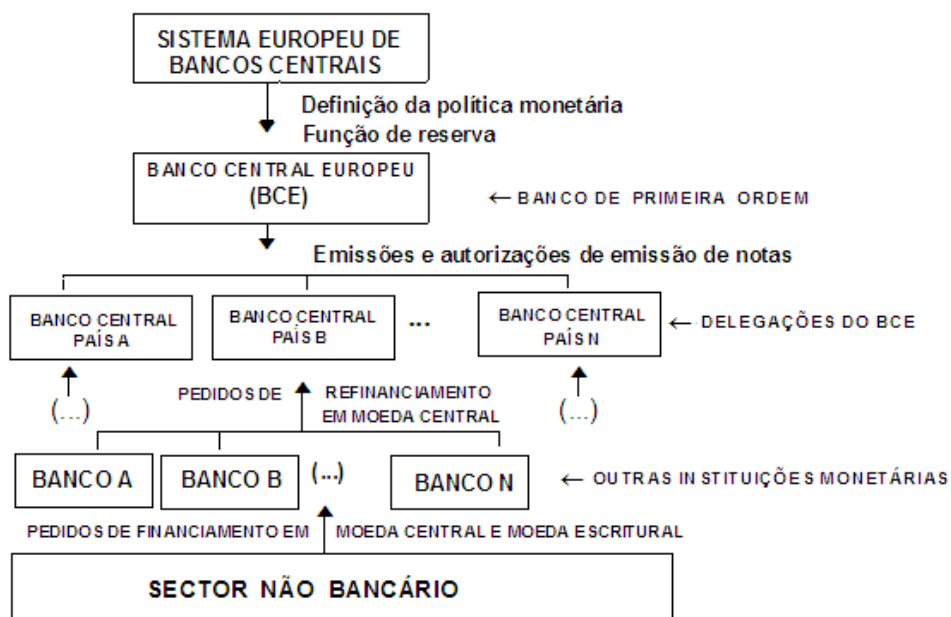 SISTEMA EUROPEU DE
BANCOS CENTRAIS
Definição da política monetária
Função de reserva
BANCO CENTRAL EUROPEU
(BCE)
← BANCO DE PRIMEIRA ORDEM
Emissões e autorizações de emissão de notas
BANCO CENTRAL
PAÍS A
BANCO CENTRAL
PAÍS B
...
BANCO CENTRAL
PAÍS N
← DELEGAÇÕES DO BCE
(...)
PEDIDOS DE REFINANCIAMENTO
EM MOEDA CENTRAL
(...)
BANCO A
BANCO B
(...)
BANCO N
← OUTRAS INSTITUIÇÕES MONETÁRIAS
PEDIDOS DE FINANCIAMENTO EM MOEDA CENTRAL E MOEDA ESCRITURAL
SECTOR NÃO BANCÁRIO